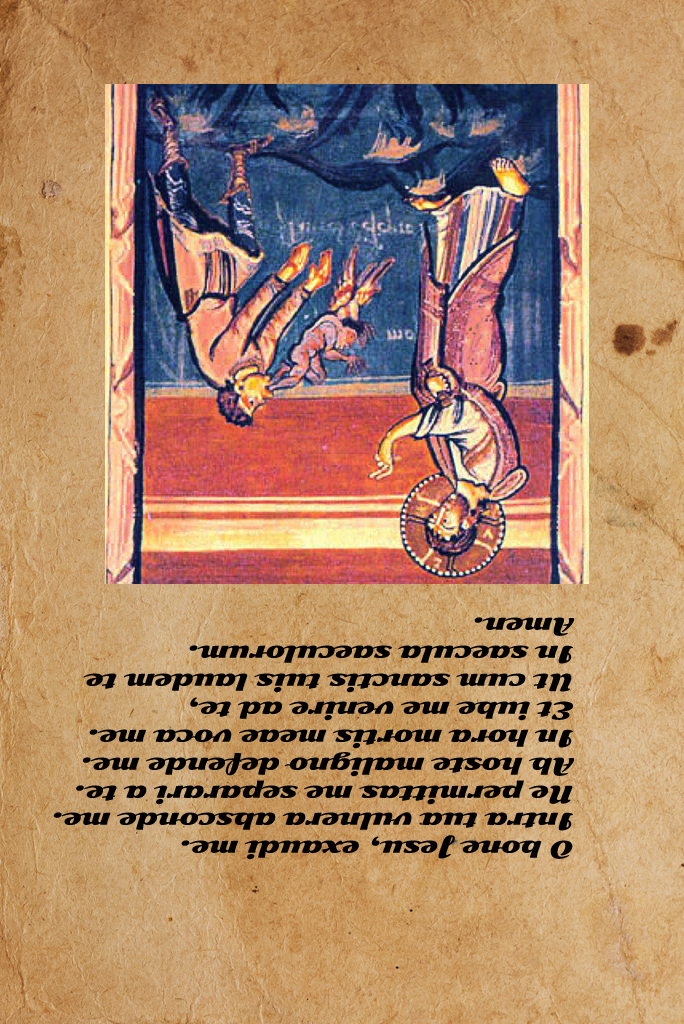 O bone Jesu, exaudi me.
Intra tua vulnera absconde me.
Ne permittas me separari a te.
Ab hoste maligno defende me.
In hora mortis meae voca me.
Et iube me venire ad te,
Ut cum sanctis tuis laudem te
In saecula saeculorum.
Amen.